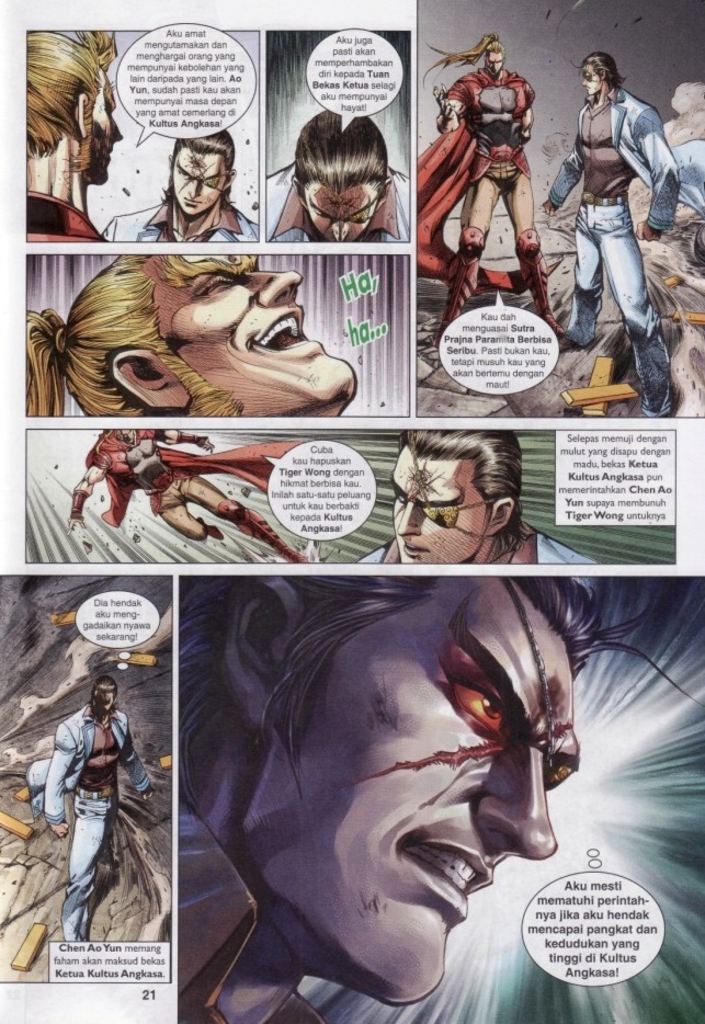 Aku amat
mengutamakan dan
menghargai orang yang
mempunyai kebolehan yang
lain daripada yang lain. Ao
Yun, sudah pasti kau akan
mempunyai masa depan
yang amat cemerlang di
Kultus Angkasa!
Aku juga
pasti akan
memperhambakan
diri kepada Tuan
Bekas Ketua selagi
aku mempunyai
hayat!
Ha,
ha...
Kau dah
menguasai Sutra
Prajna Paramita Berbisa
Seribu. Pasti bukan kau,
tetapi musuh kau yang
akan bertemu dengan
maut!
Cuba
kau hapuskan
Tiger Wong dengan
hikmat berbisa kau.
Inilah satu-satu peluang
untuk kau berbakti
kepada Kultus
Angkasa!
Selepas memuji dengan
mulut yang disapu dengan
madu, bekas Ketua
Kultus Angkasa pun
memerintahkan Chen Ao
Yun supaya membunuh
Tiger Wong untuknya
Dia hendak
aku meng-
gadaikan nyawa
sekarang!
Chen Ao Yun memang
faham akan maksud bekas
Ketua Kultus Angkasa.
Aku mesti
mematuhi perintah-
nya jika aku hendak
mencapai pangkat dan
kedudukan yang
tinggi di Kultus
Angkasa!
21